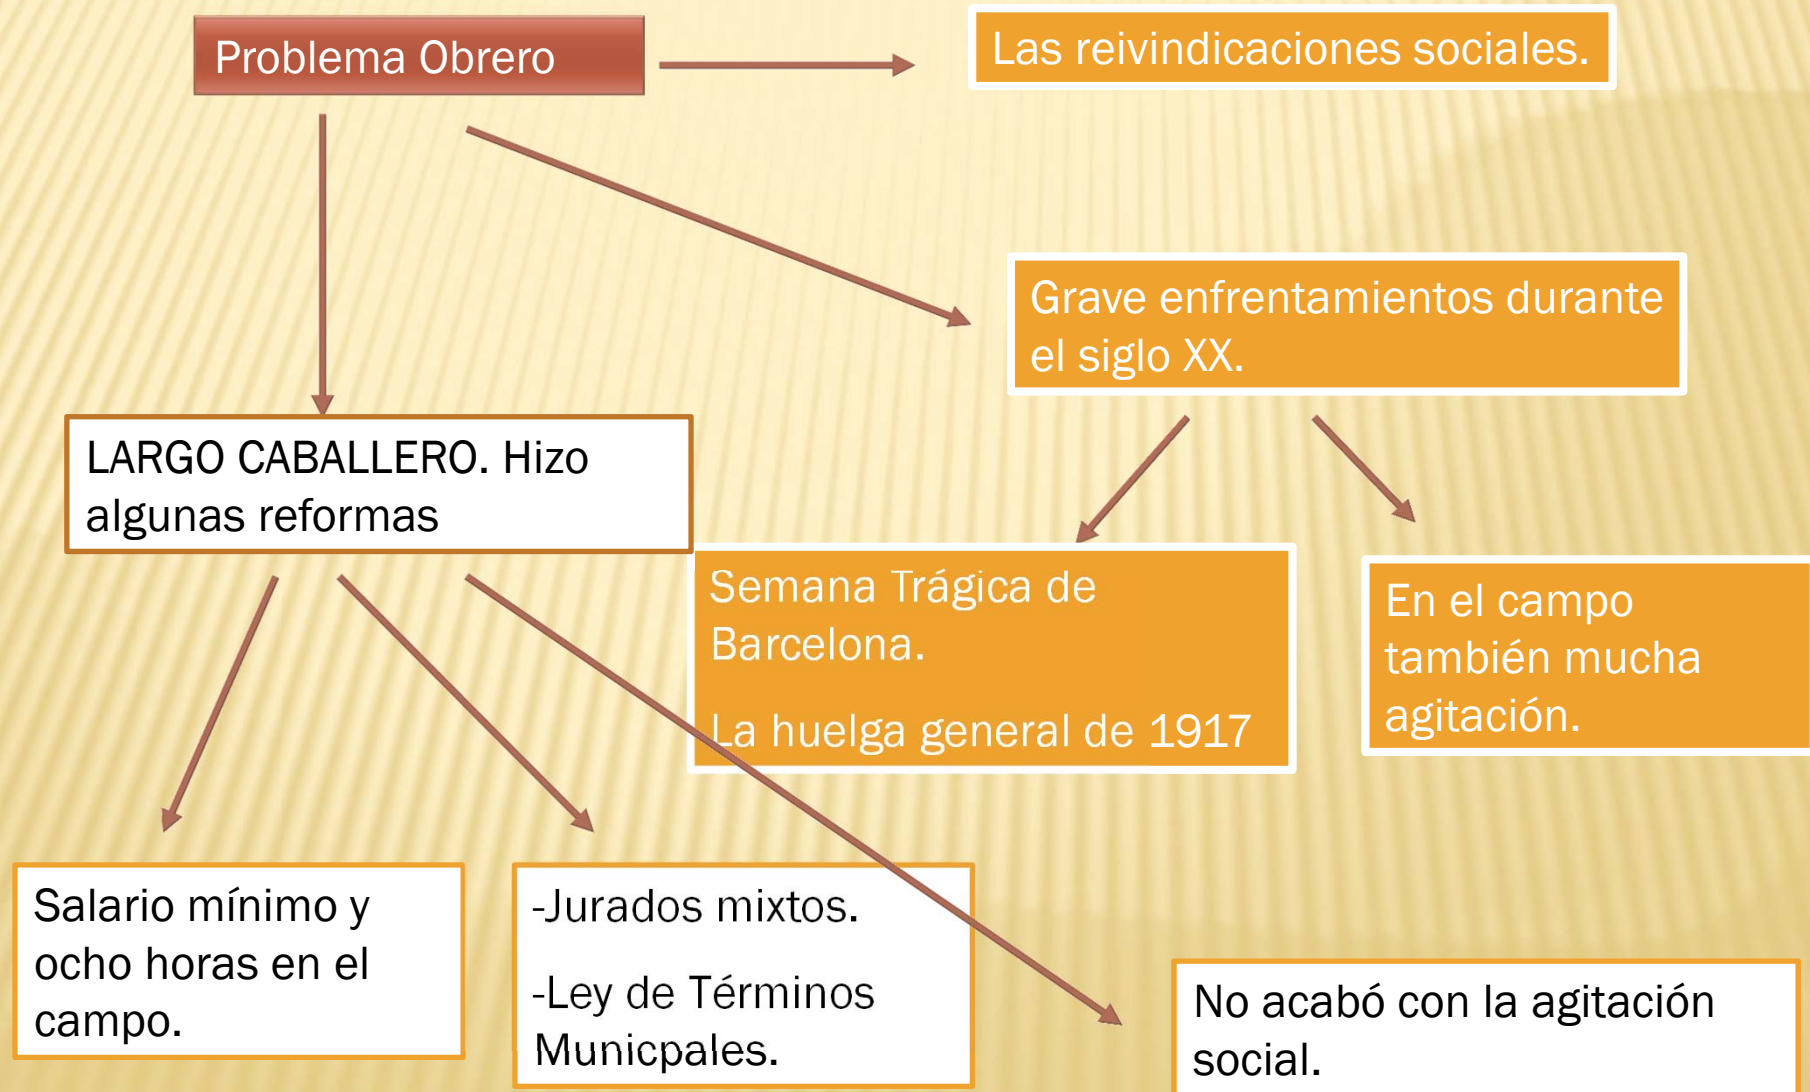 Problema Obrero
Las reivindicaciones sociales.
Grave enfrentamientos durante
el siglo XX.
LARGO CABALLERO. Hizo
algunas reformas
Semana Trágica de
Barcelona.
La huelga general de 1917
En el campo
también mucha
agitación.
Salario mínimo y
ocho horas en el
campo.
-Jurados mixtos.
-Ley de Términos
Municpales.
No acabó con la agitación
social.